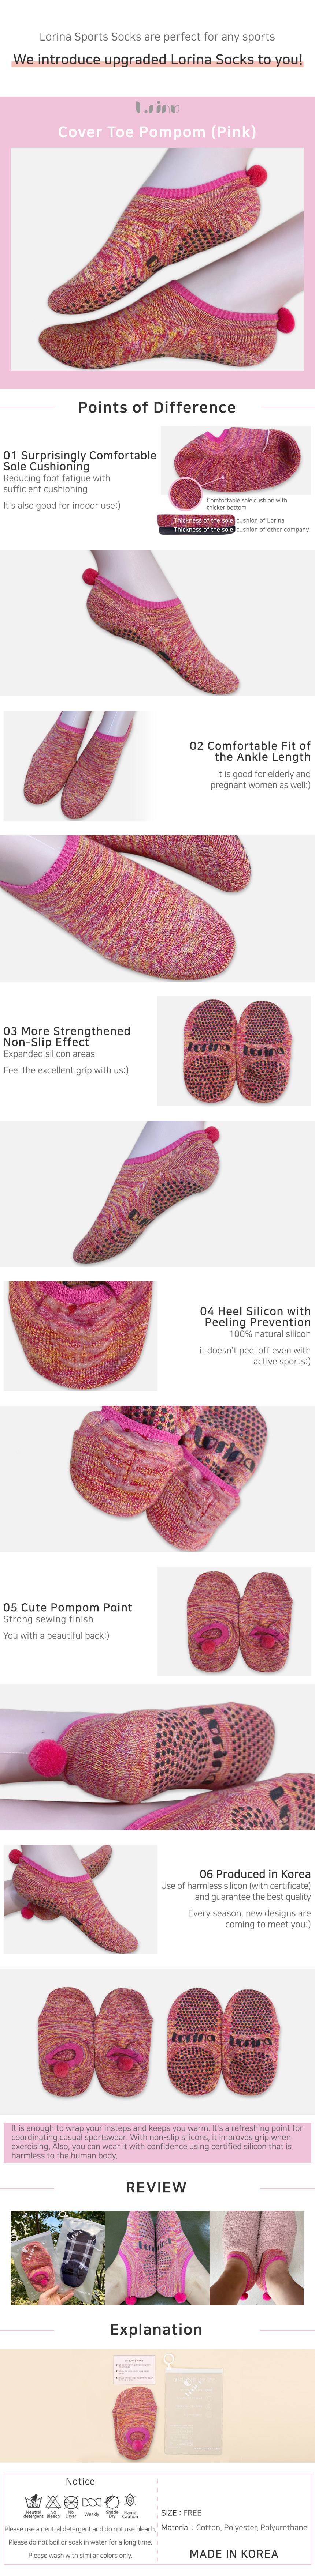 Lorina Sports Socks are perfect for any sports
We introduce upgraded Lorina Socks to you!
Lorina
Cover Toe Pompom (Pink)
Points of Difference
01 Surprisingly Comfortable
Sole Cushioning
Reducing foot fatigue with
sufficient cushioning
It's also good for indoor use:)
Comfortable sole cushion with
thicker bottom
Thickness of the sole cushion of Lorina
Thickness of the sole cushion of other company
02 Comfortable Fit of
the Ankle Length
it is good for elderly and
pregnant women as well:)
03 More Strengthened
Non-Slip Effect
Expanded silicon areas
Feel the excellent grip with us:)
Lorina Lorina
04 Heel Silicon with
Peeling Prevention
100% natural silicon
it doesn't peel off even with
active sports:)
Lorina
05 Cute Pompom Point
Strong sewing finish
You with a beautiful back:)
06 Produced in Korea
Use of harmless silicon (with certificate)
and guarantee the best quality
Every season, new designs are
coming to meet you:)
Lorina Lorina
It is enough to wrap your insteps and keeps you warm. It's a refreshing point for
coordinating casual sportswear. With non-slip silicons, it improves grip when
exercising. Also, you can wear it with confidence using certified silicon that is
harmless to the human body.
REVIEW
Explanation
Notice
Neutral detergent
No Bleach
No Dryer
Weakly
Shade Dry
Flame Caution
Please use a neutral detergent and do not use bleach.
Please do not boil or soak in water for a long time.
Please wash with similar colors only.
SIZE : FREE
Material : Cotton, Polyester, Polyurethane
MADE IN KOREA